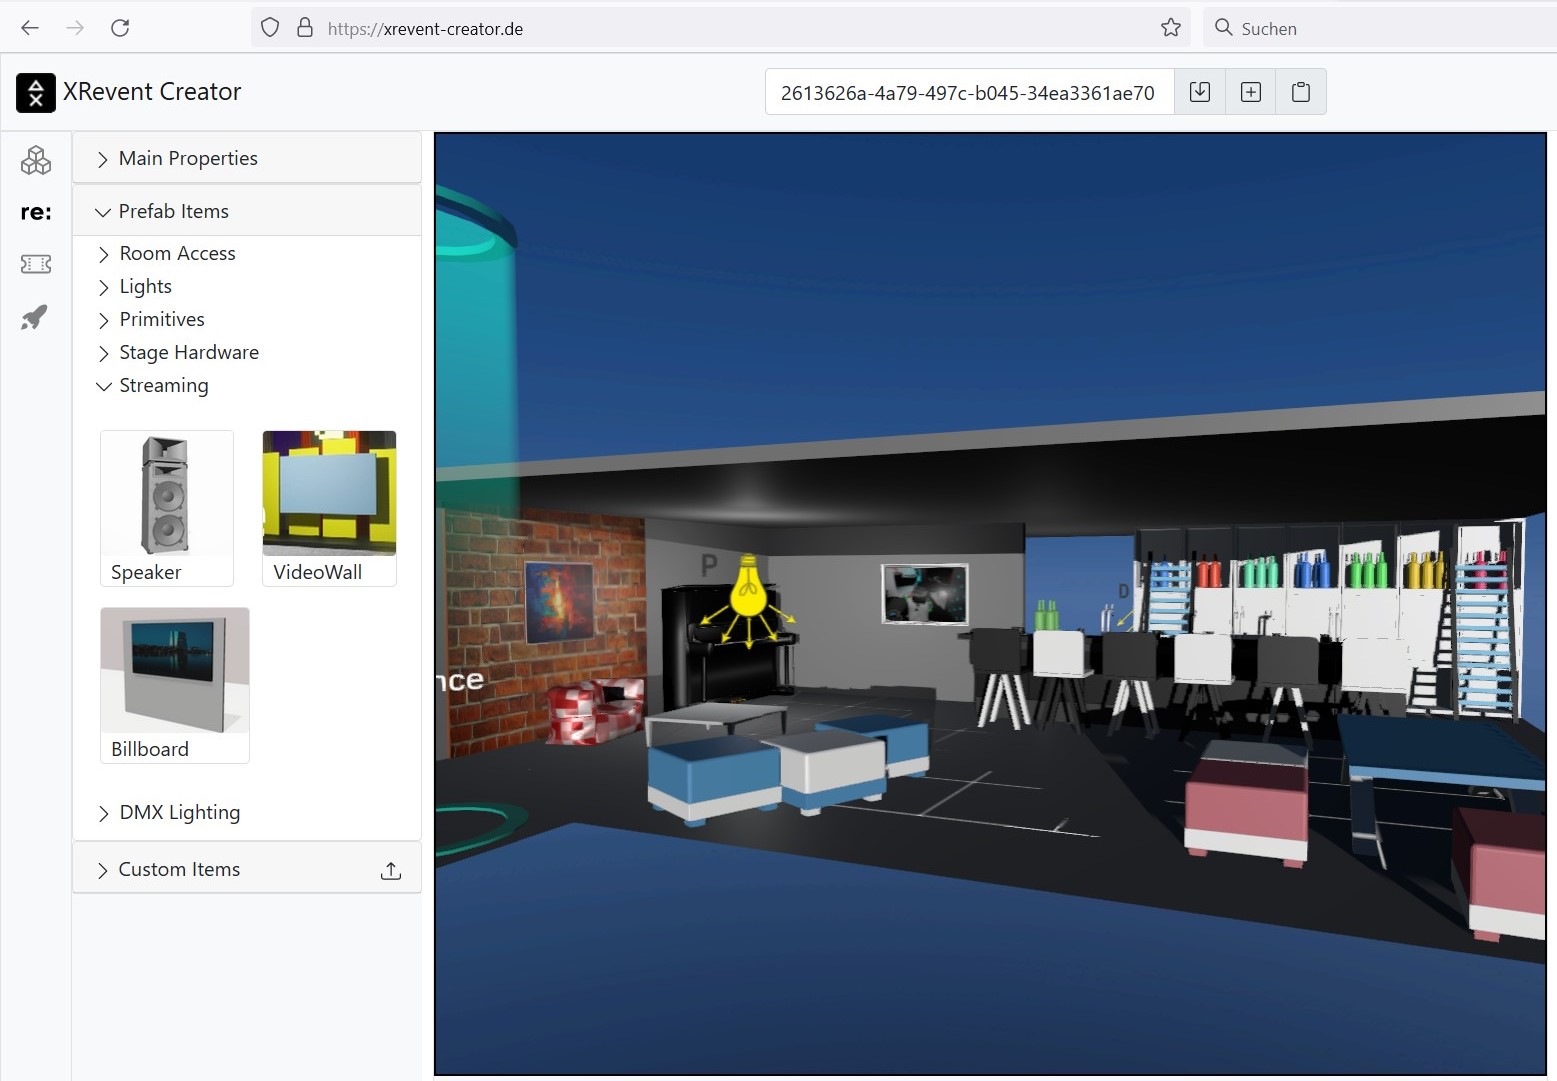 https://xrevent-creator.de
Suchen
XRevent Creator
2613626a-4a79-497c-b045-34ea3361ae70
Main Properties
re:
Prefab Items
Room Access
Lights
Primitives
Stage Hardware
Streaming
Speaker
VideoWall
Billboard
DMX Lighting
Custom Items
P
D
nce